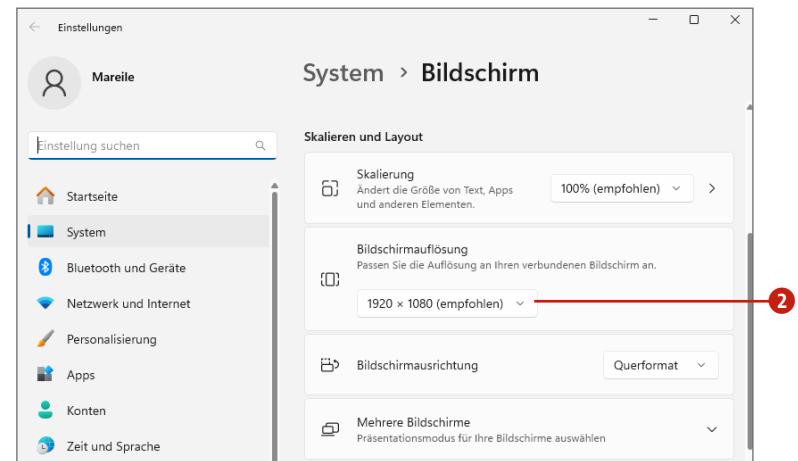 Einstellungen
Mareile
Einstellung suchen
Startseite
System
Bluetooth und Geräte
Netzwerk und Internet
Personalisierung
Apps
Konten
Zeit und Sprache
System > Bildschirm
Skalieren und Layout
Skalierung
Ändert die Größe von Text, Apps
und anderen Elementen.
100% (empfohlen)
Bildschirmauflösung
Passen Sie die Auflösung an Ihren verbundenen Bildschirm an.
1920 × 1080 (empfohlen)
2
Bildschirmausrichtung
Querformat
Mehrere Bildschirme
Präsentationsmodus für Ihre Bildschirme auswählen